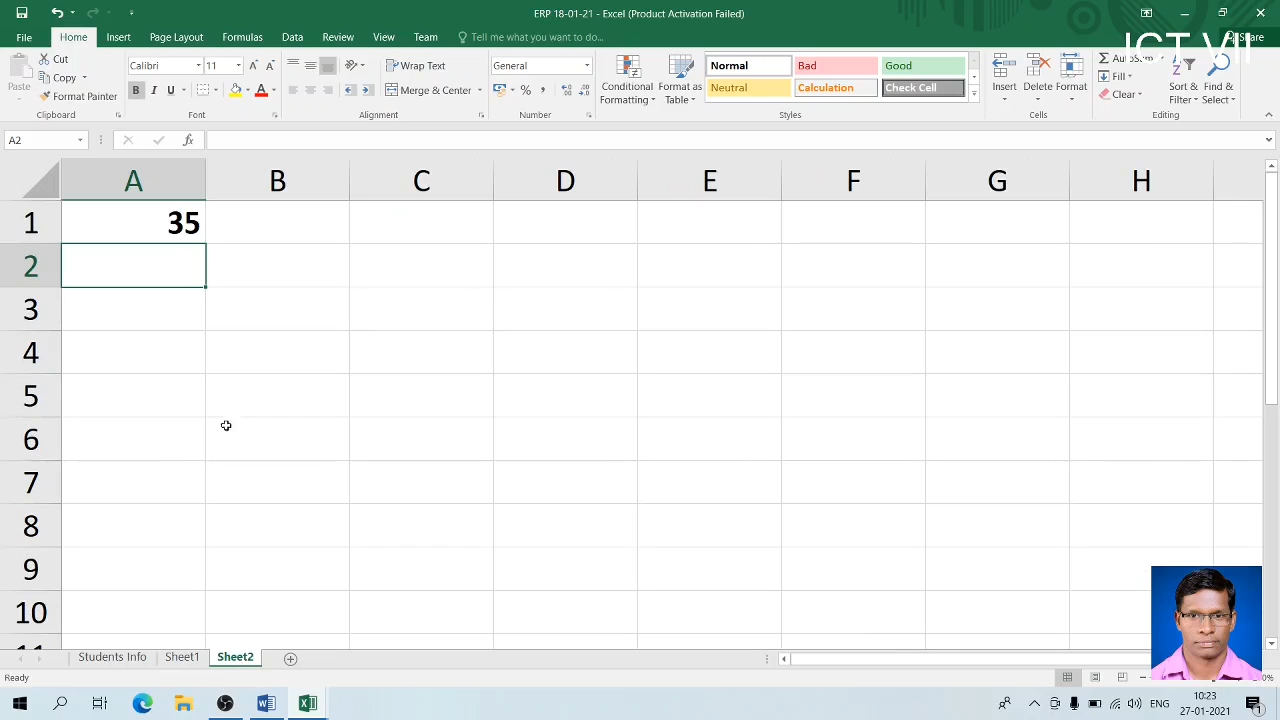 ERP 18-01-21 - Excel (Product Activation Failed)
File Home Insert Page Layout Formulas Data Review View Team Tell me what you want to do... Share
ICT VII
Cut
Copy
Format Painter
Paste
Clipboard
Calibri 11
B I U
Font
Wrap Text
Merge & Center
Alignment
General
%
Number
Conditional Formatting
Format as Table
Normal Bad Good
Neutral Calculation Check Cell
Styles
Insert Delete Format
Cells
Fill
Clear
Sort & Filter
Find & Select
Editing
A2 fx
A B C D E F G H
1 35
2
3
4
5
6
7
8
9
10
Students Info Sheet1 Sheet2
Ready
ENG
10:23
27-01-2021